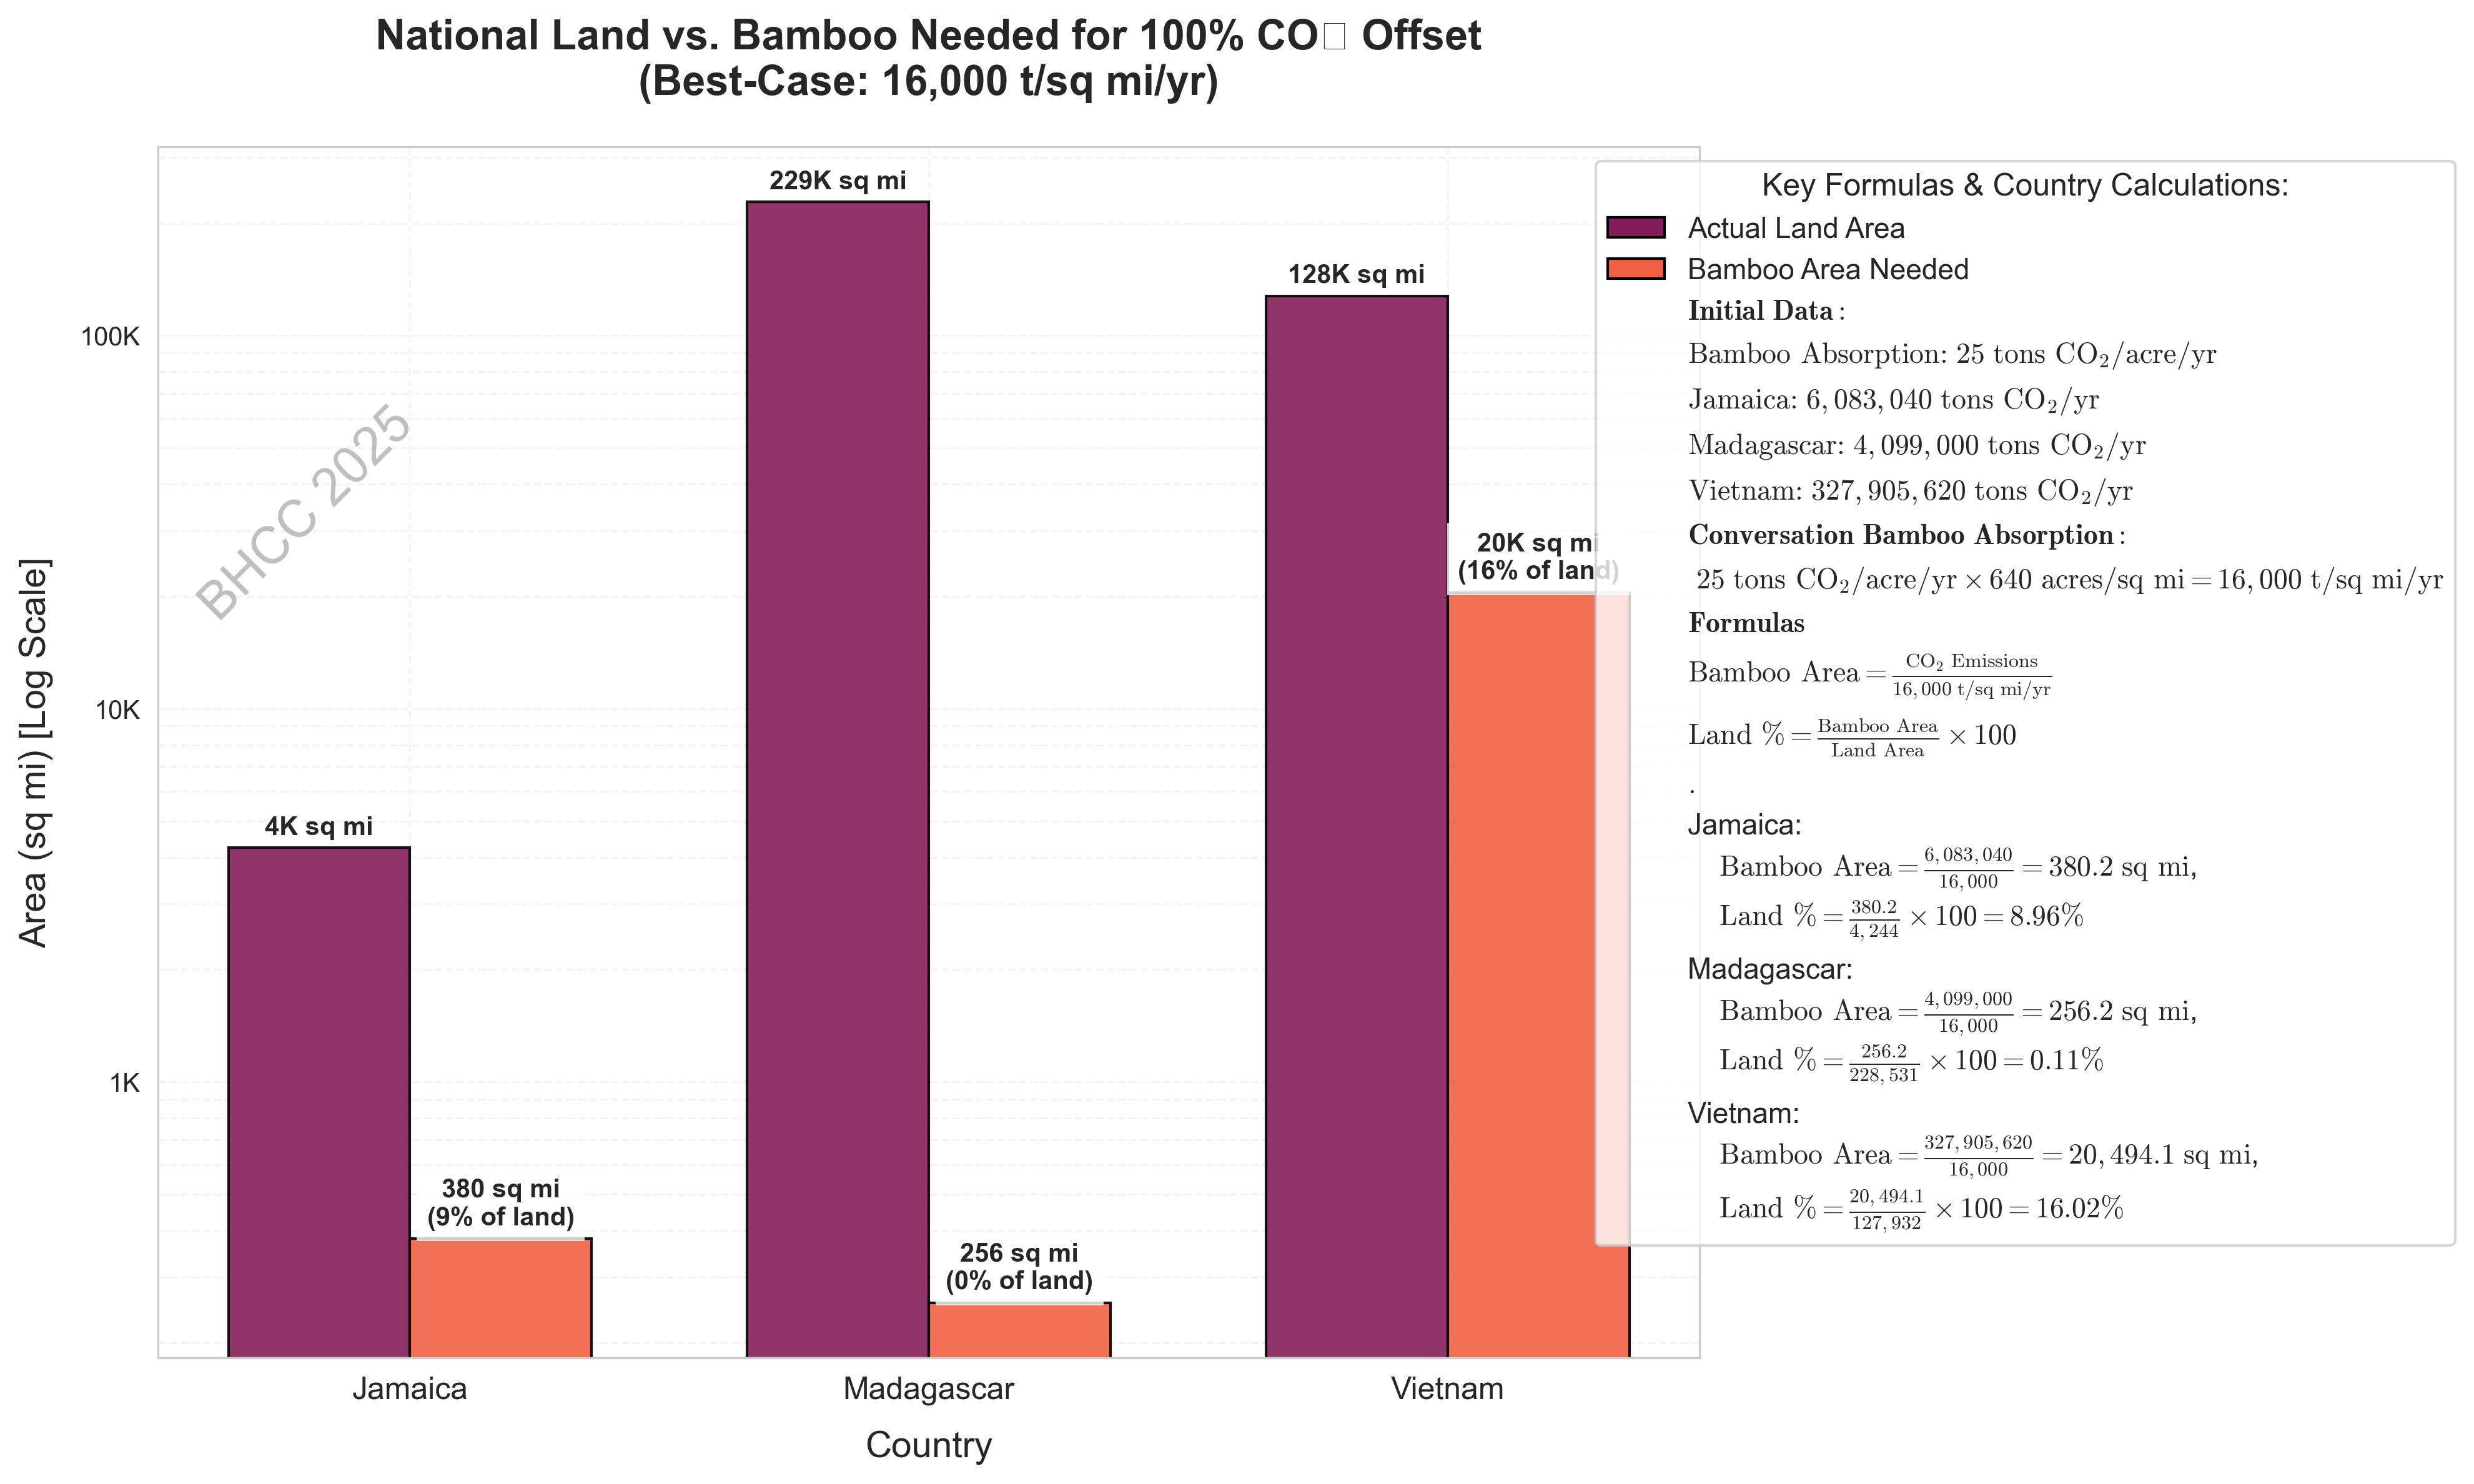 National Land vs. Bamboo Needed for 100% CO□ Offset
(Best-Case: 16,000 t/sq mi/yr)
Area (sq mi) [Log Scale]
100K
10K
1K
BHCC 2025
4K sq mi
380 sq mi
(9% of land)
229K sq mi
256 sq mi
(0% of land)
128K sq mi
20K sq mi
(16% of land)
Jamaica
Madagascar
Vietnam
Country
Key Formulas & Country Calculations:
Actual Land Area
Bamboo Area Needed
Initial Data:
Bamboo Absorption: 25 tons CO₂/acre/yr
Jamaica: 6,083,040 tons CO₂/yr
Madagascar: 4,099,000 tons CO₂/yr
Vietnam: 327,905,620 tons CO₂/yr
Conversation Bamboo Absorption:
25 tons CO₂/acre/yr × 640 acres/sq mi = 16,000 t/sq mi/yr
Formulas
Bamboo Area = CO₂ Emissions / 16,000 t/sq mi/yr
Land % = Bamboo Area / Land Area × 100
.
Jamaica:
Bamboo Area = 6,083,040 / 16,000 = 380.2 sq mi,
Land % = 380.2 / 4,244 × 100 = 8.96%
Madagascar:
Bamboo Area = 4,099,000 / 16,000 = 256.2 sq mi,
Land % = 256.2 / 228,531 × 100 = 0.11%
Vietnam:
Bamboo Area = 327,905,620 / 16,000 = 20,494.1 sq mi,
Land % = 20,494.1 / 127,932 × 100 = 16.02%